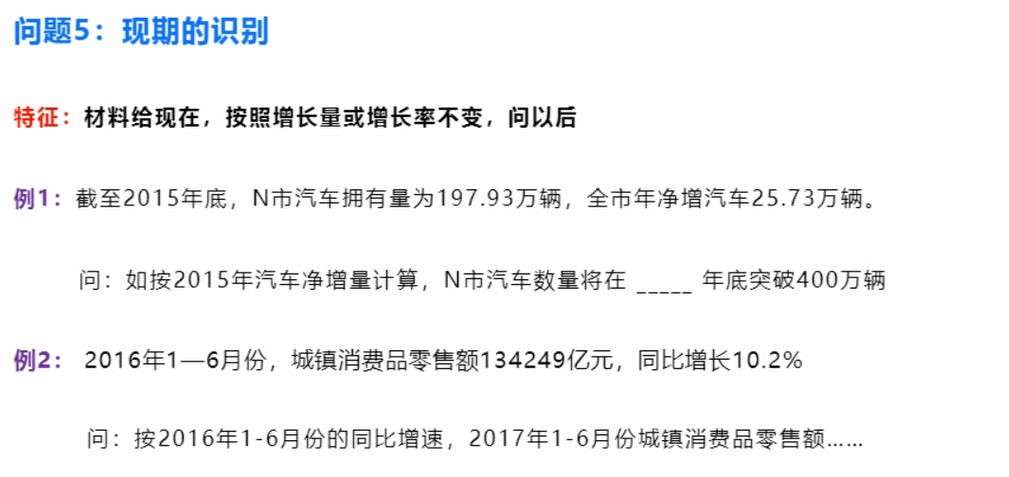 问题5：现期的识别
特征：材料给现在，按照增长量或增长率不变，问以后
例1：截至2015年底，N市汽车拥有量为197.93万辆，全市年净增汽车25.73万辆。
问：如按2015年汽车净增量计算，N市汽车数量将在 _____ 年底突破400万辆
例2： 2016年1—6月份，城镇消费品零售额134249亿元，同比增长10.2%
问：按2016年1-6月份的同比增速，2017年1-6月份城镇消费品零售额……